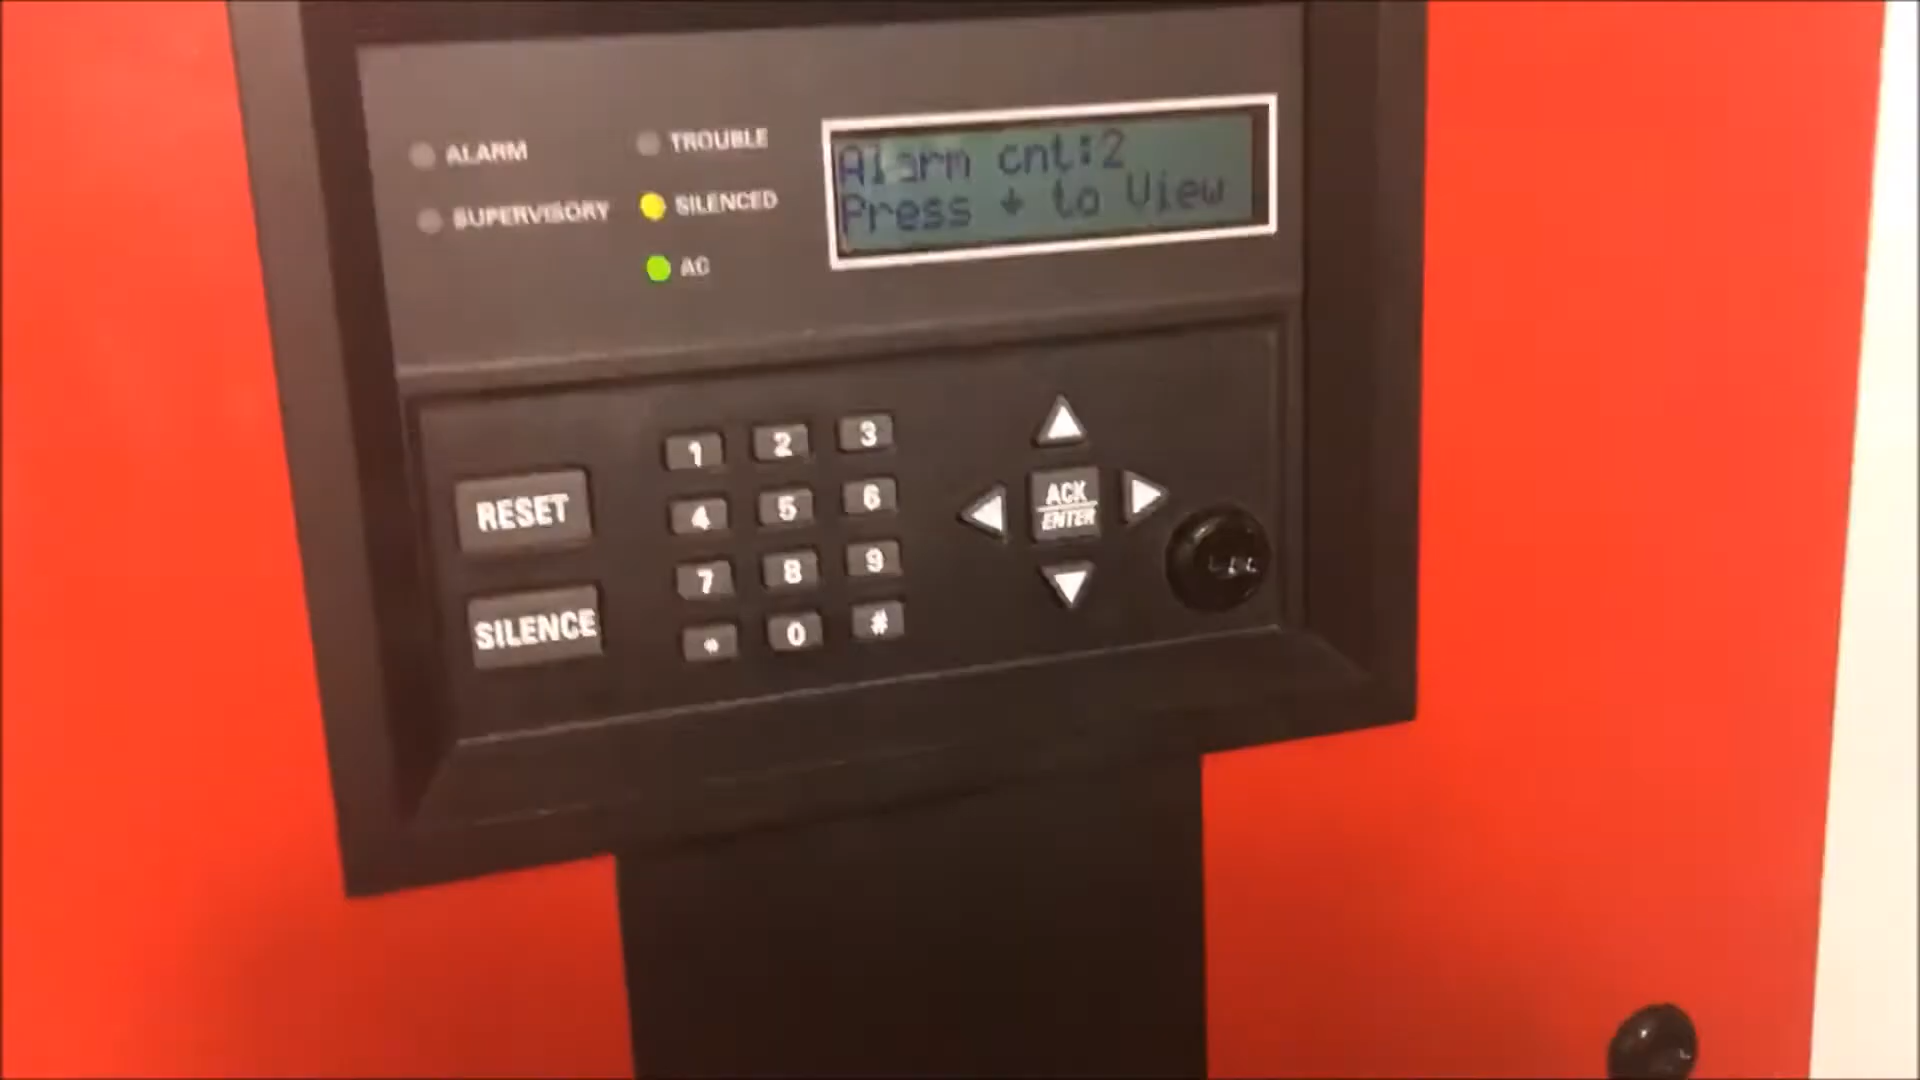 ALARM
TROUBLE
SUPERVISORY
SILENCED
AC
Alarm cnt:2
Press ↓ to View
RESET
SILENCE
1 2 3
4 5 6
7 8 9
* 0 #
ACK
ENTER